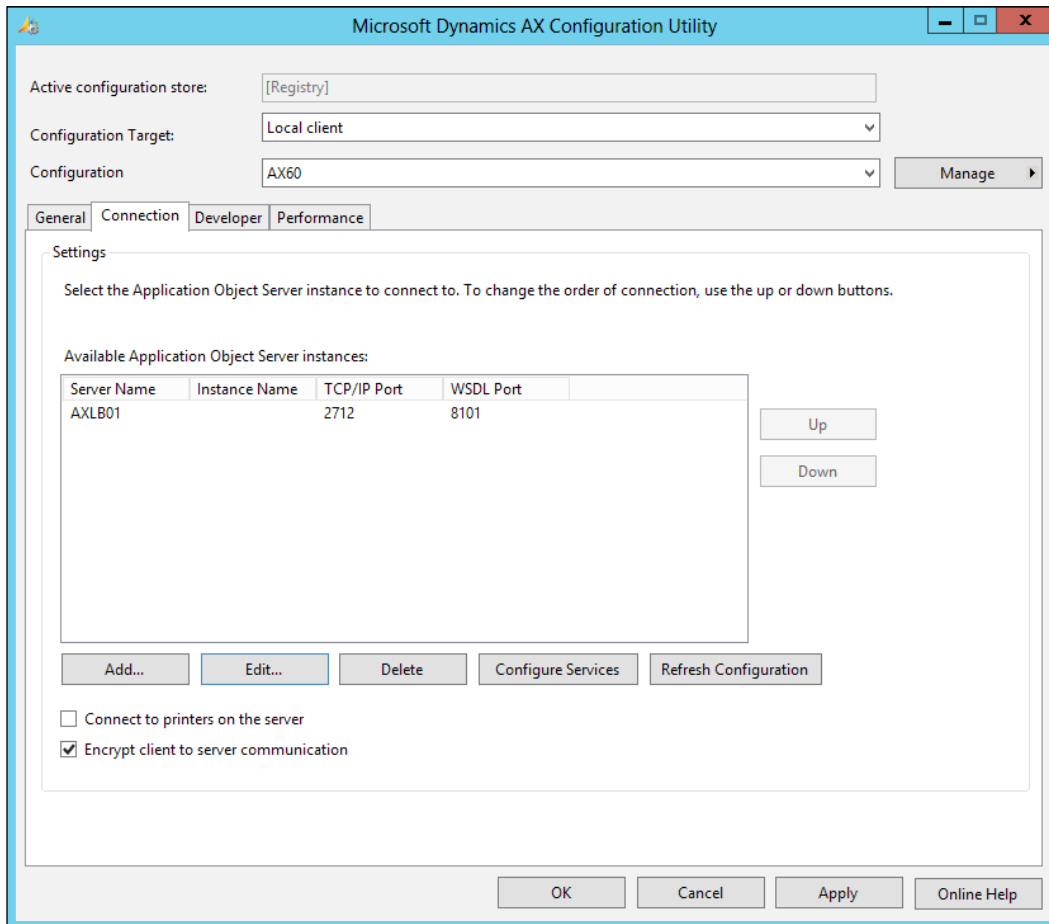 Microsoft Dynamics AX Configuration Utility
Active configuration store: [Registry]
Configuration Target: Local client
Configuration AX60 Manage
General Connection Developer Performance
Settings
Select the Application Object Server instance to connect to. To change the order of connection, use the up or down buttons.
Available Application Object Server instances:
Server Name Instance Name TCP/IP Port WSDL Port
AXLB01 2712 8101
Up
Down
Add... Edit... Delete Configure Services Refresh Configuration
Connect to printers on the server
Encrypt client to server communication
OK Cancel Apply Online Help